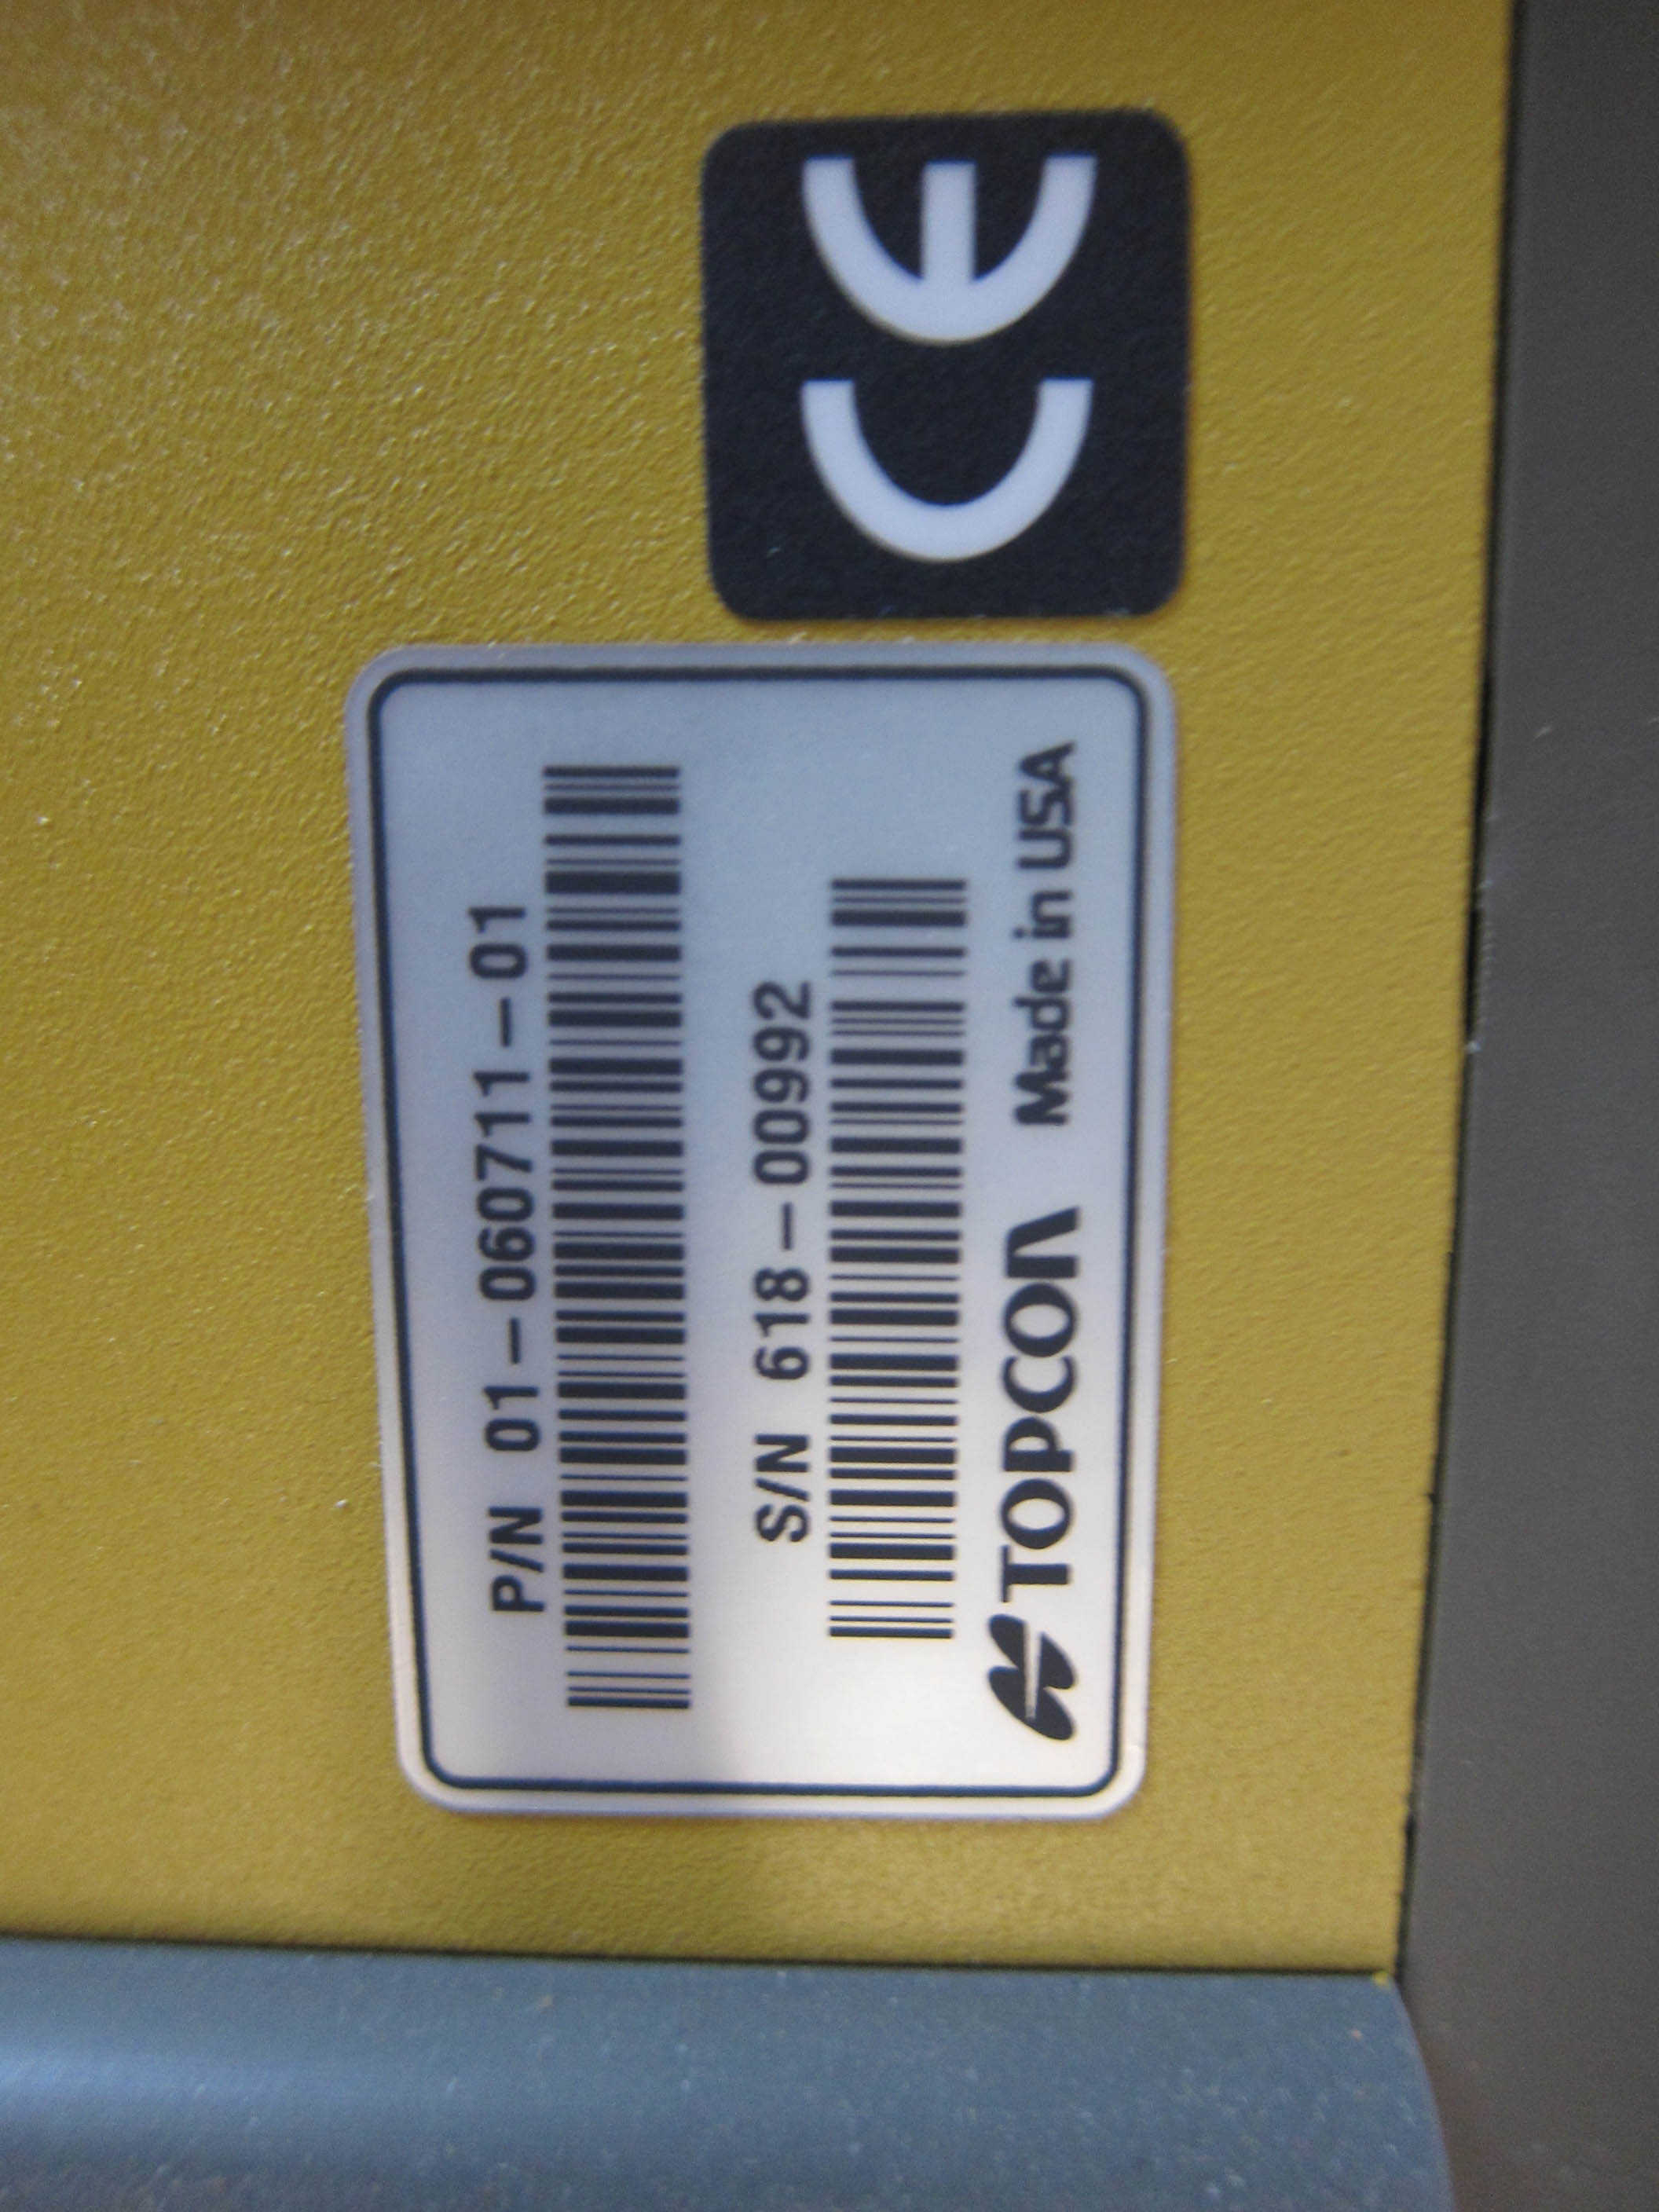 P/N 01-060711-01
S/N 618-00992
TOPCON Made in USA
CE